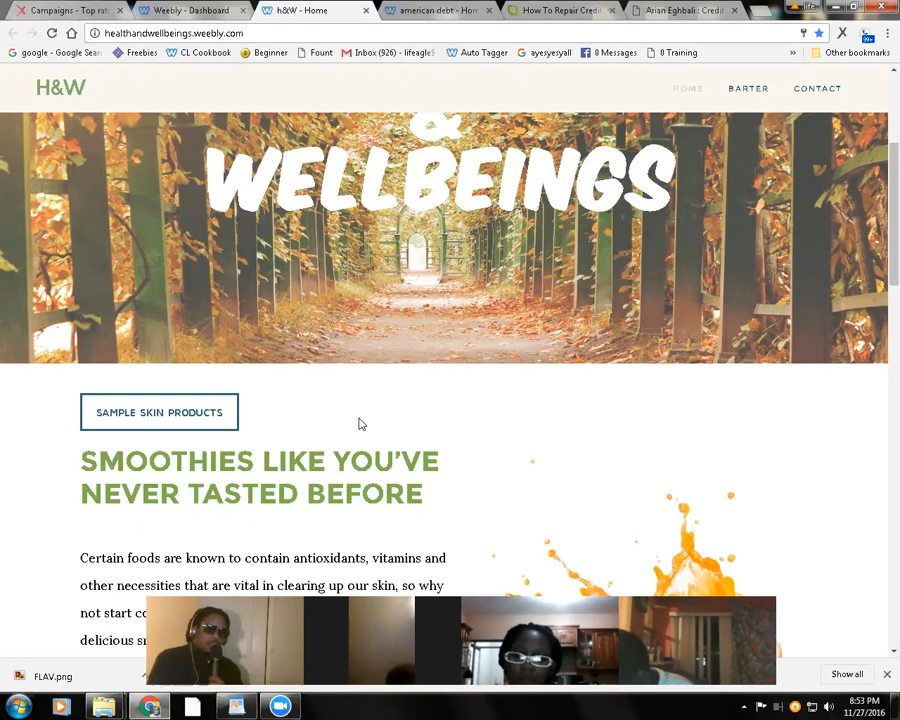 Campaigns - Top rat
Weebly - Dashboard
h&W - Home
american debt - Hom
How To Repair Credi
Arian Eghbali : Credi
life
healthandwellbeings.weebly.com
99+
google - Google Sear
Freebies
CL Cookbook
Beginner
Fount
Inbox (926) - lifeagle9
Auto Tagger
ayesyesyall
0 Messages
0 Training
»
Other bookmarks
H&W
HOME
BARTER
CONTACT
&
WELLBEINGS
SAMPLE SKIN PRODUCTS
SMOOTHIES LIKE YOU'VE
NEVER TASTED BEFORE
Certain foods are known to contain antioxidants, vitamins and
other necessities that are vital in clearing up our skin, so why
not start
delicious
FLAV.png
Show all
8:53 PM
11/27/2016